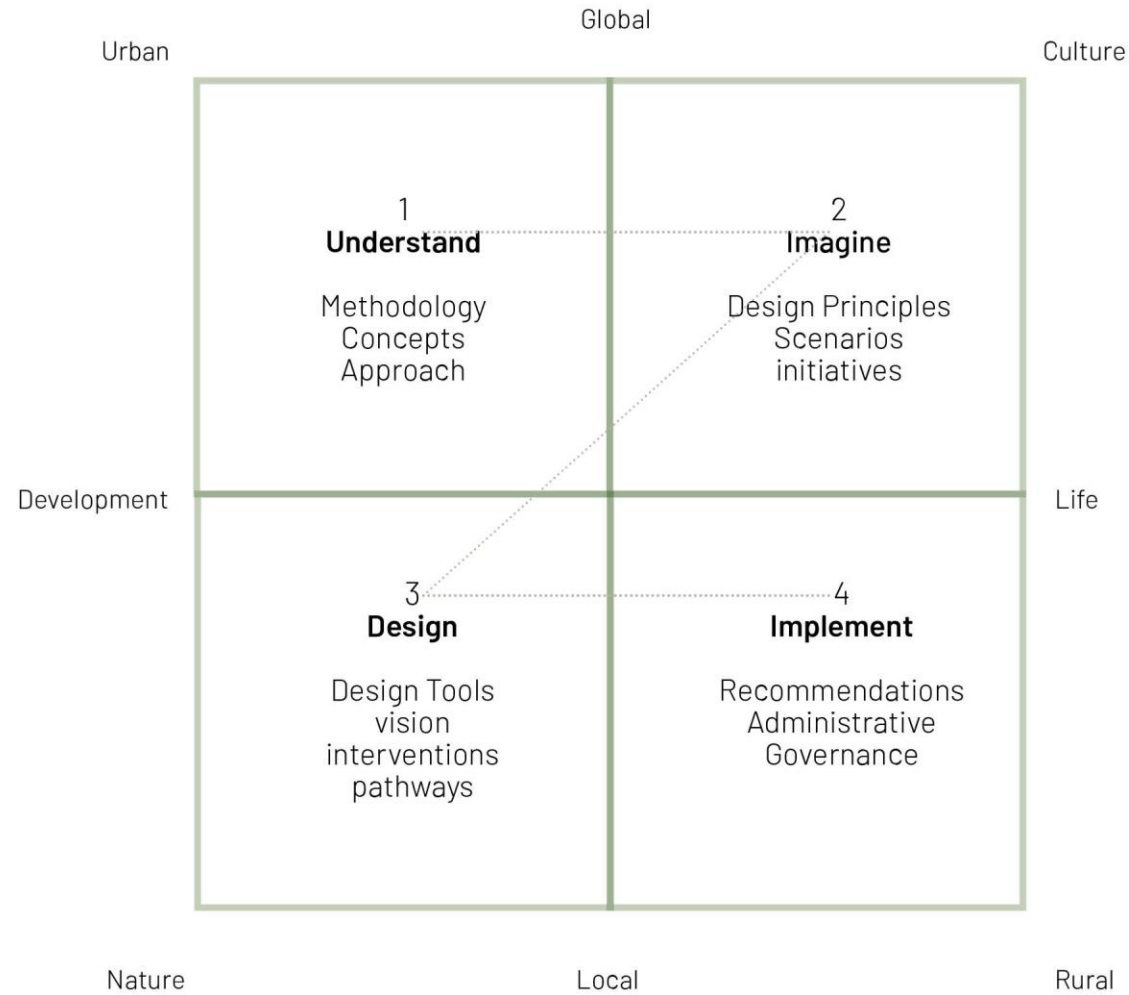 Global
Urban
Culture
1
Understand
Methodology
Concepts
Approach
2
Imagine
Design Principles
Scenarios
initiatives
Development
Life
3
Design
Design Tools
vision
interventions
pathways
4
Implement
Recommendations
Administrative
Governance
Nature
Local
Rural